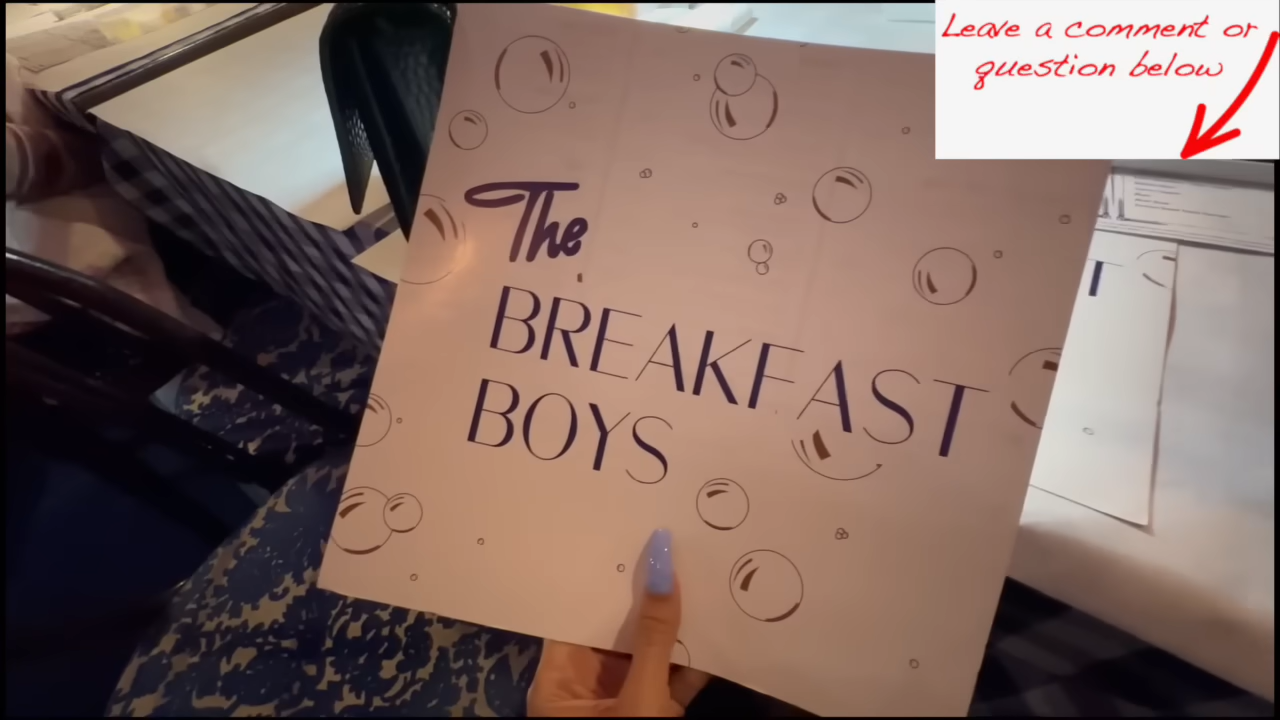 Leave a comment or
question below
The
BREAKFAST
BOYS